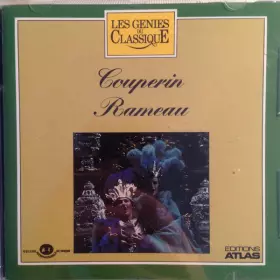 LES GENIES
DU
CLASSIQUE
Couperin
Rameau
EDITIONS
ATLAS